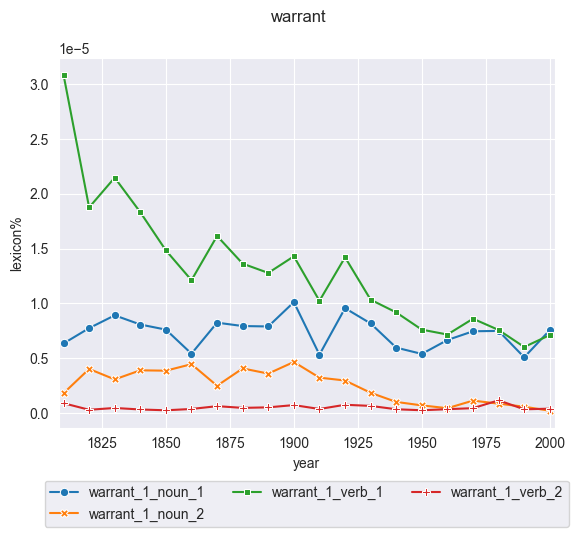 warrant
1e−5
3.0
2.5
2.0
1.5
1.0
0.5
0.0
lexicon%
1825 1850 1875 1900 1925 1950 1975 2000
year
warrant_1_noun_1 warrant_1_verb_1 warrant_1_verb_2
warrant_1_noun_2